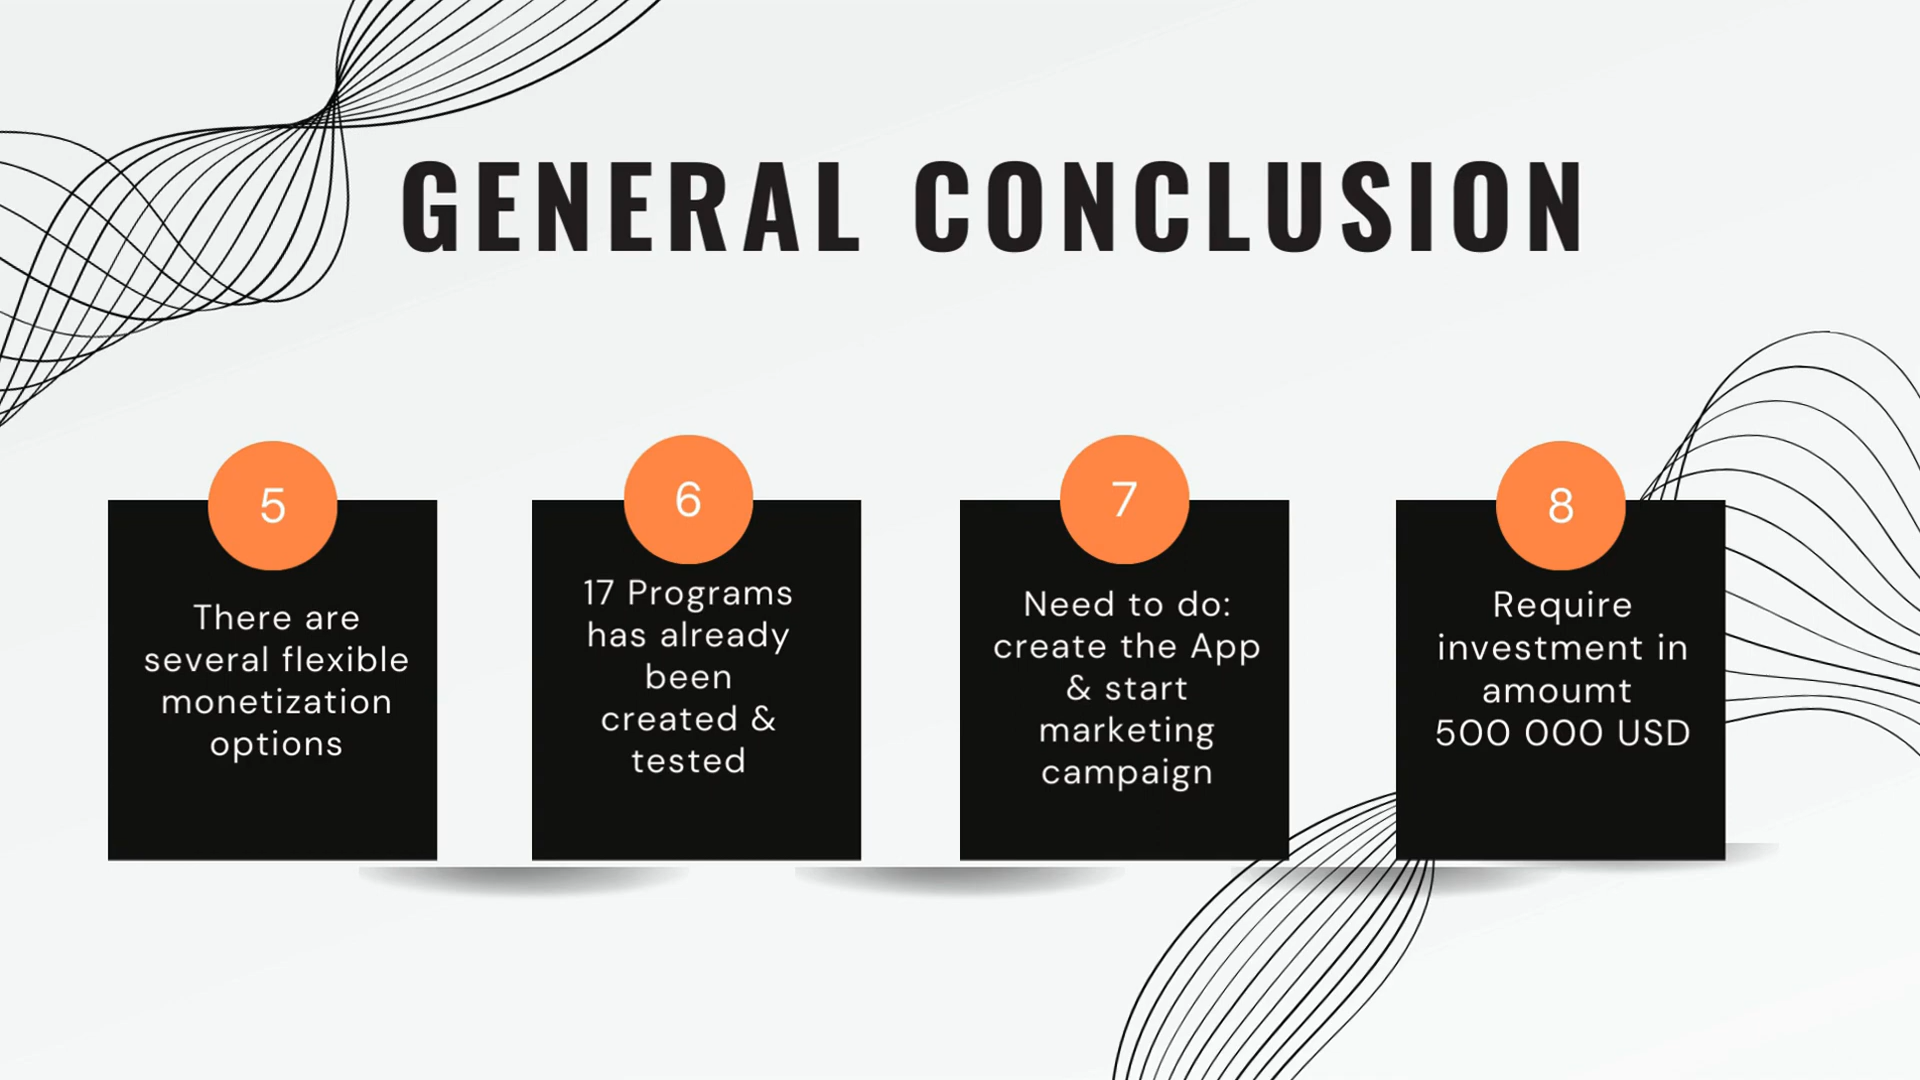 GENERAL CONCLUSION
5
There are
several flexible
monetization
options
6
17 Programs
has already
been
created &
tested
7
Need to do:
create the App
& start
marketing
campaign
8
Require
investment in
amoumt
500 000 USD